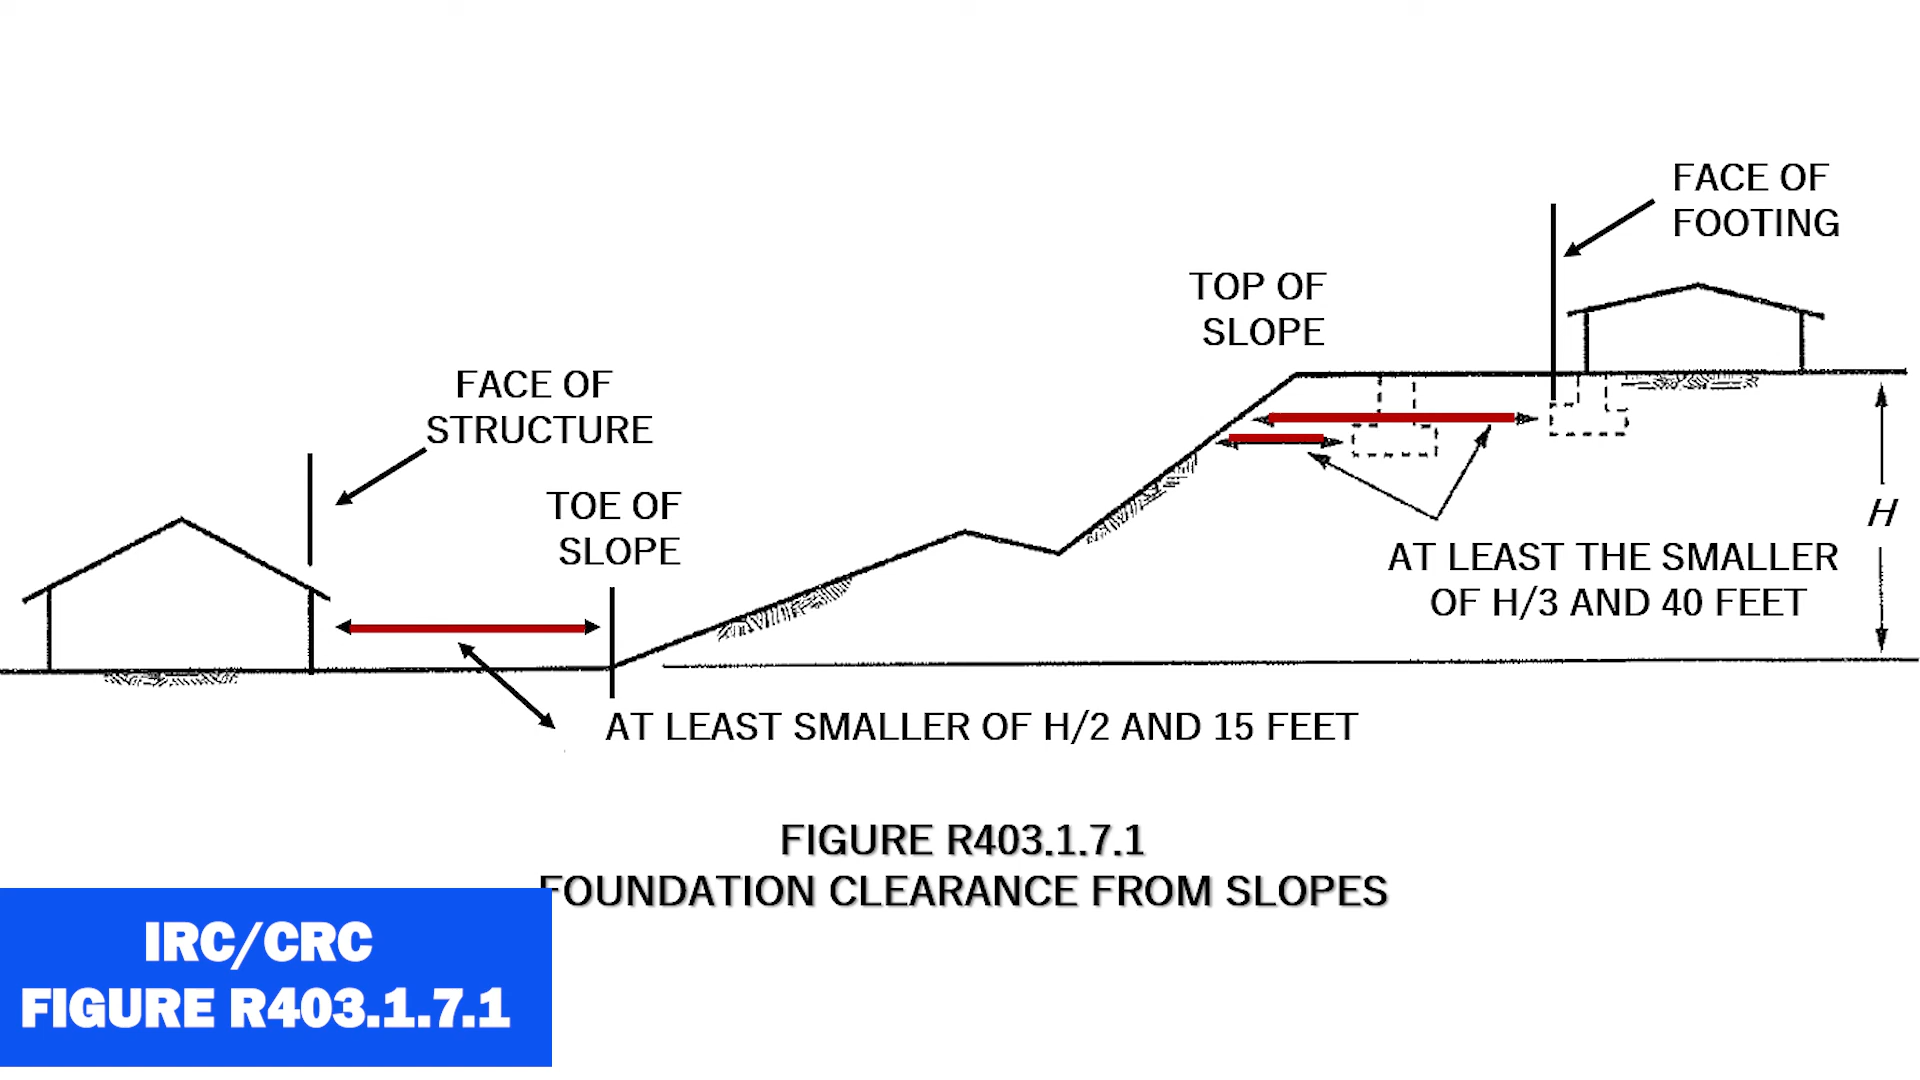 FACE OF
FOOTING
TOP OF
SLOPE
FACE OF
STRUCTURE
TOE OF
SLOPE
H
AT LEAST THE SMALLER
OF H/3 AND 40 FEET
AT LEAST SMALLER OF H/2 AND 15 FEET
FIGURE R403.1.7.1
FOUNDATION CLEARANCE FROM SLOPES
IRC/CRC
FIGURE R403.1.7.1